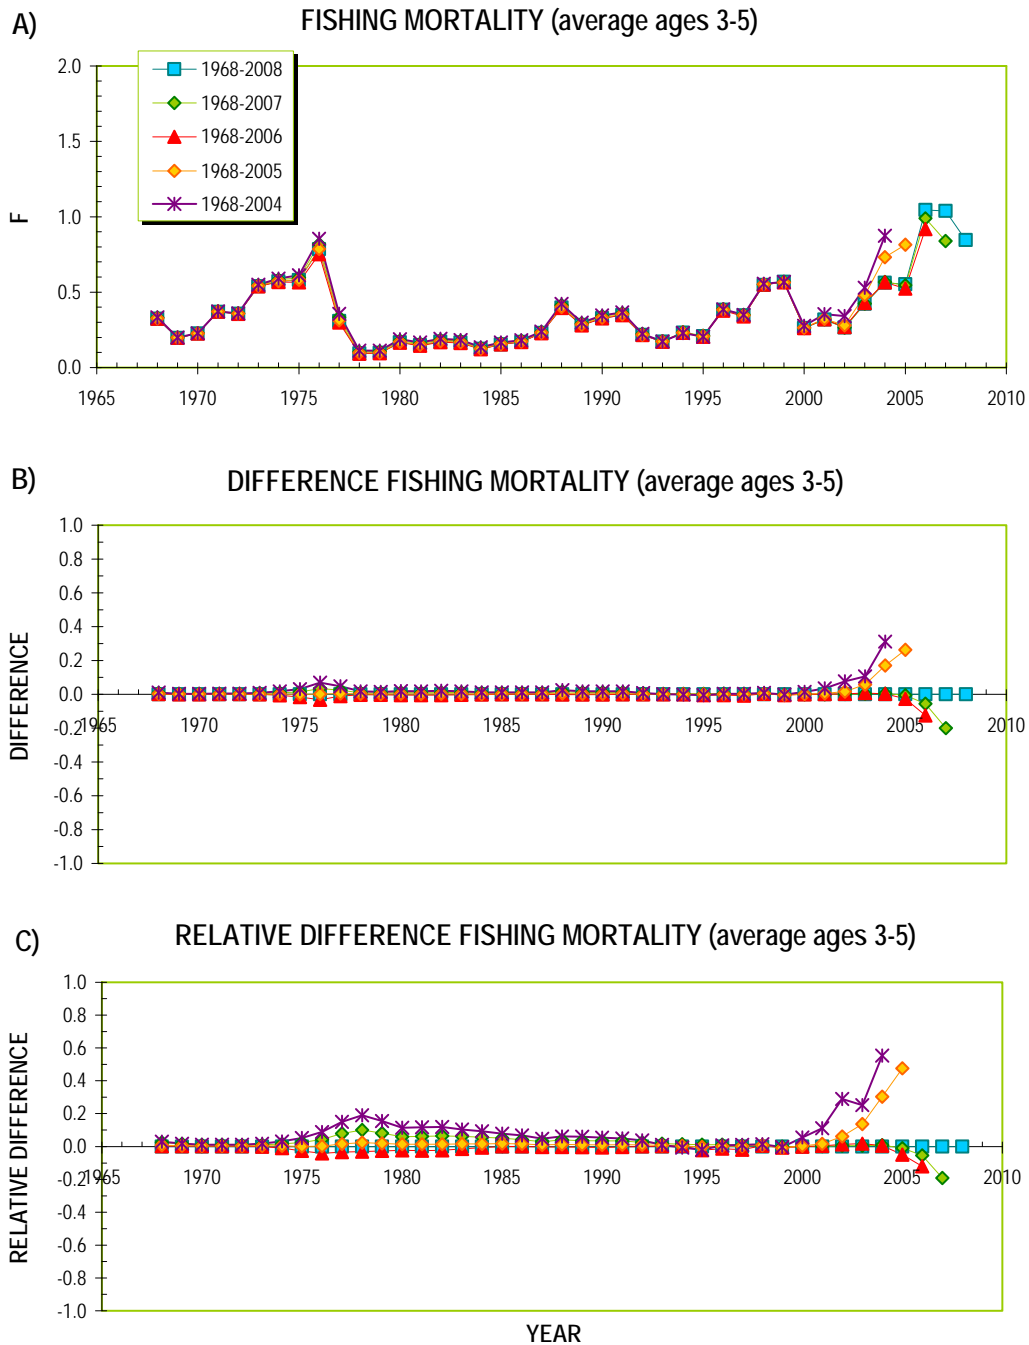 A)
FISHING MORTALITY (average ages 3-5)
1968-2008
1968-2007
1968-2006
1968-2005
1968-2004
F
2.0
1.5
1.0
0.5
0.0
1965 1970 1975 1980 1985 1990 1995 2000 2005 2010
B)
DIFFERENCE FISHING MORTALITY (average ages 3-5)
DIFFERENCE
1.0
0.8
0.6
0.4
0.2
0.0
-0.2
-0.4
-0.6
-0.8
-1.0
1965 1970 1975 1980 1985 1990 1995 2000 2005 2010
C)
RELATIVE DIFFERENCE FISHING MORTALITY (average ages 3-5)
RELATIVE DIFFERENCE
1.0
0.8
0.6
0.4
0.2
0.0
-0.2
-0.4
-0.6
-0.8
-1.0
1965 1970 1975 1980 1985 1990 1995 2000 2005 2010
YEAR